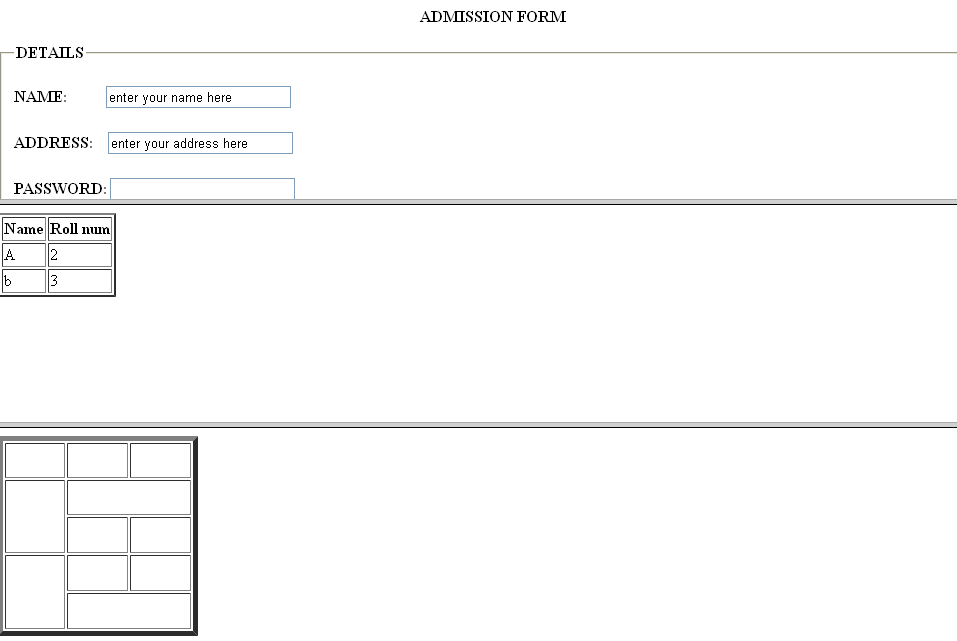 ADMISSION FORM
DETAILS
NAME: enter your name here
ADDRESS: enter your address here
PASSWORD:
Name Roll num
A 2
b 3